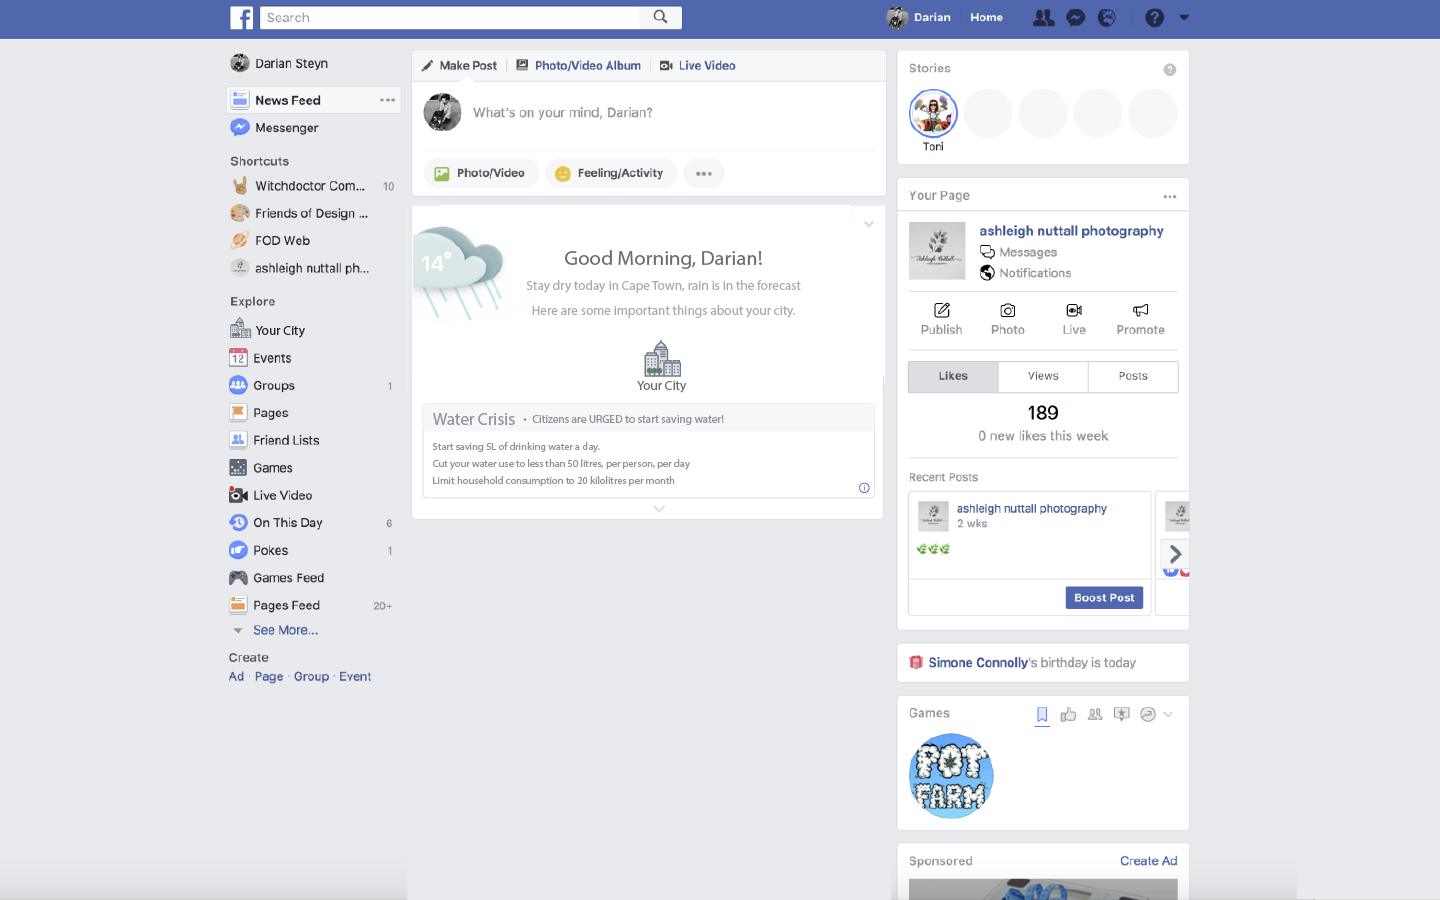 Search
Darian
Home
Darian Steyn
News Feed
Messenger
Shortcuts
Witchdoctor Com... 10
Friends of Design ...
FOD Web
ashleigh nuttall ph...
Explore
Your City
12
Events
Groups 1
Pages
Friend Lists
Games
Live Video
On This Day 6
Pokes 1
Games Feed
Pages Feed 20+
See More...
Create
Ad · Page · Group · Event
Make Post
Photo/Video Album
Live Video
What's on your mind, Darian?
Photo/Video
Feeling/Activity
14°
Good Morning, Darian!
Stay dry today in Cape Town, rain is in the forecast
Here are some important things about your city.
Your City
Water Crisis • Citizens are URGED to start saving water!
Start saving 5L of drinking water a day.
Cut your water use to less than 50 litres, per person, per day
Limit household consumption to 20 kilolitres per month
Stories
Toni
Your Page
ashleigh nuttall photography
Messages
Notifications
Publish
Photo
Live
Promote
Likes
Views
Posts
189
0 new likes this week
Recent Posts
ashleigh nuttall photography
2 wks
Boost Post
Simone Connolly's birthday is today
Games
POT
FARM
Sponsored
Create Ad